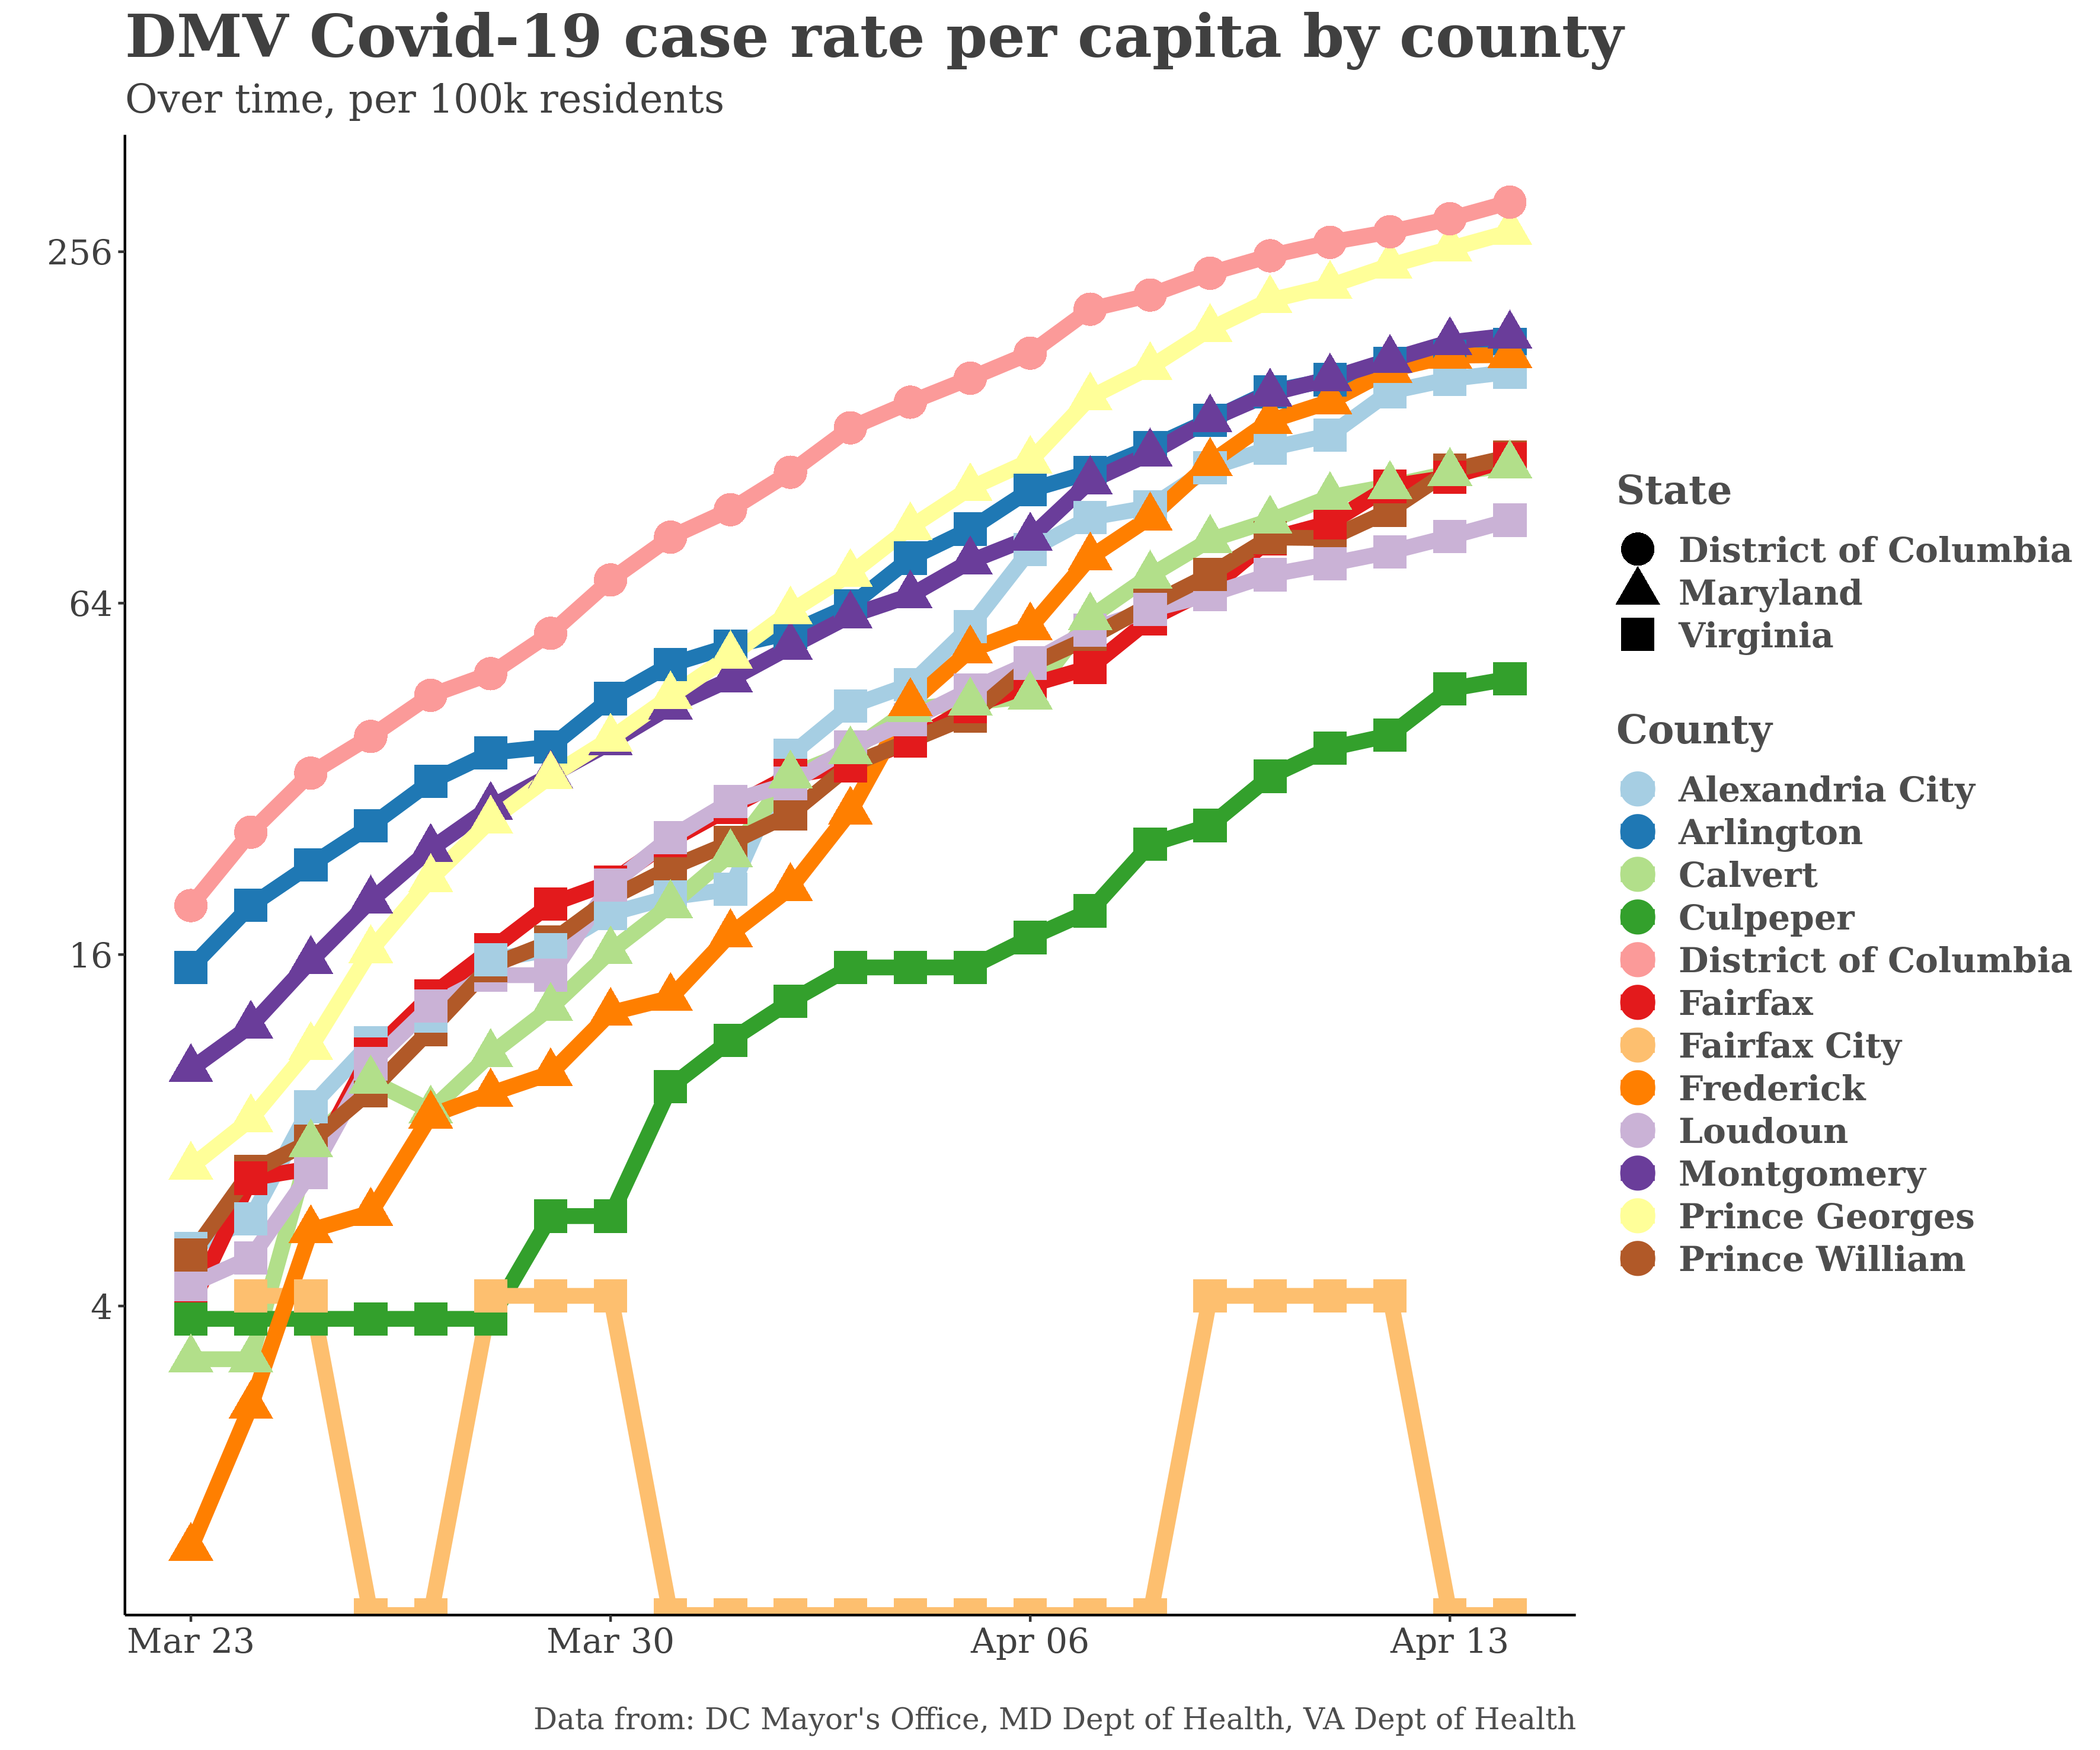 DMV Covid-19 case rate per capita by county
Over time, per 100k residents
256
64
16
4
Mar 23
Mar 30
Apr 06
Apr 13
State
District of Columbia
Maryland
Virginia
County
Alexandria City
Arlington
Calvert
Culpeper
District of Columbia
Fairfax
Fairfax City
Frederick
Loudoun
Montgomery
Prince Georges
Prince William
Data from: DC Mayor's Office, MD Dept of Health, VA Dept of Health